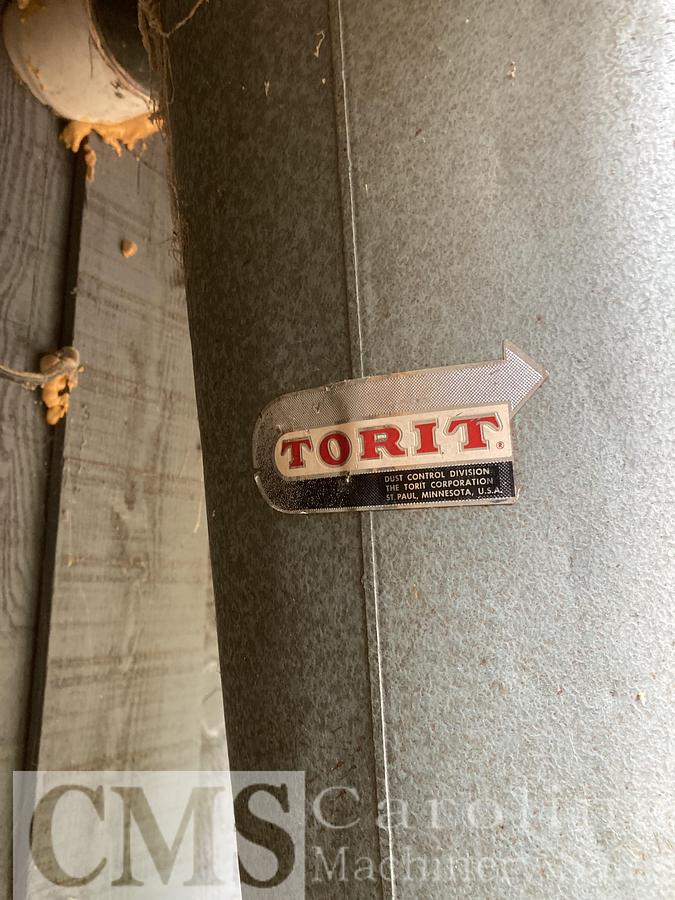 TORIT®
DUST CONTROL DIVISION
THE TORIT CORPORATION
ST. PAUL, MINNESOTA, U.S.A.
CMS
Carolina
Machinery